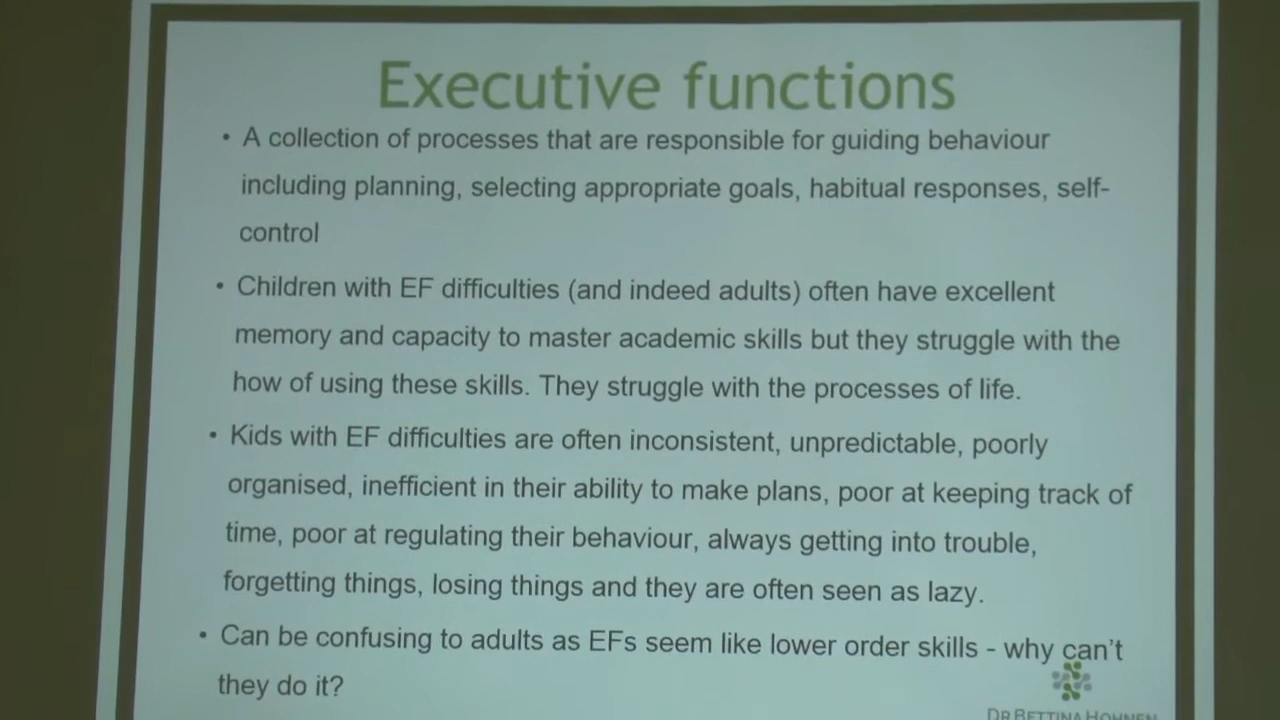 Executive functions
• A collection of processes that are responsible for guiding behaviour
including planning, selecting appropriate goals, habitual responses, self-
control
• Children with EF difficulties (and indeed adults) often have excellent
memory and capacity to master academic skills but they struggle with the
how of using these skills. They struggle with the processes of life.
• Kids with EF difficulties are often inconsistent, unpredictable, poorly
organised, inefficient in their ability to make plans, poor at keeping track of
time, poor at regulating their behaviour, always getting into trouble,
forgetting things, losing things and they are often seen as lazy.
• Can be confusing to adults as EFs seem like lower order skills - why can't
they do it?
DR BETTINA HOHNEN